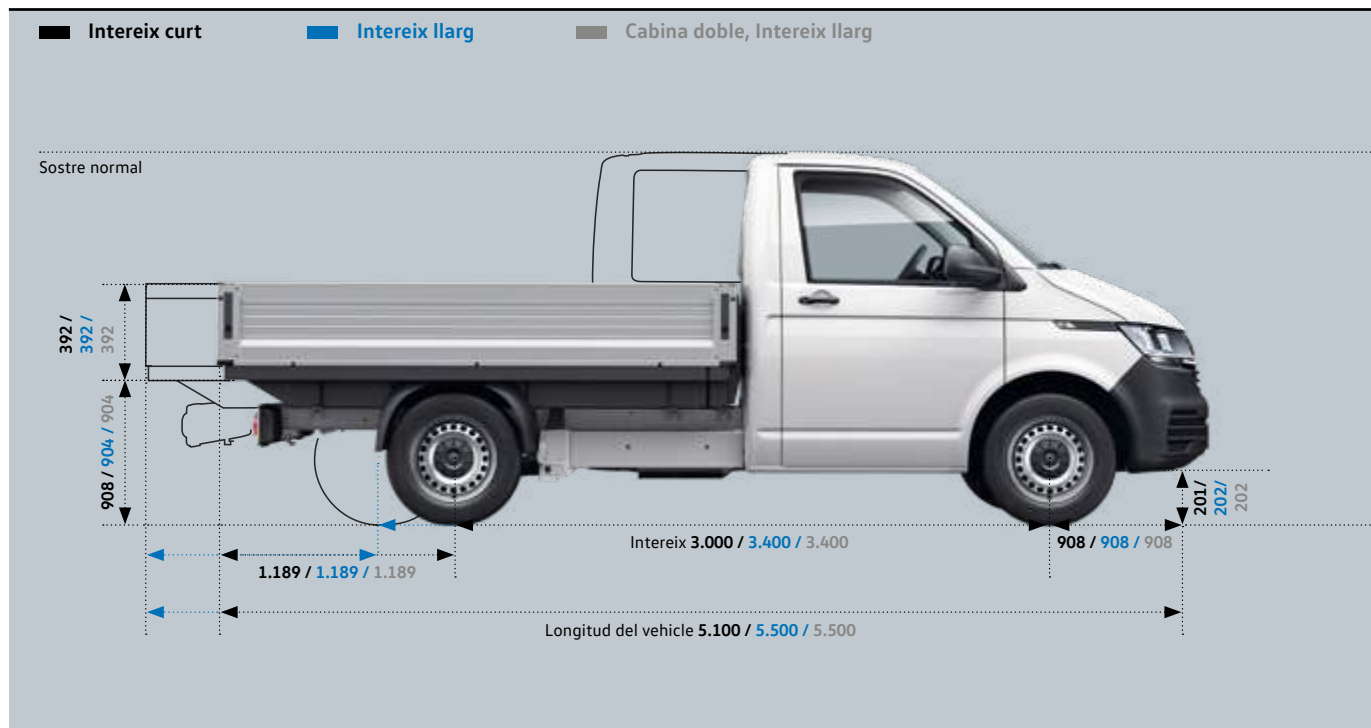 Intereix curt
Intereix llarg
Cabina doble, Intereix llarg
Sostre normal
392 /
392 /
392
908 / 904 / 904
201/
202/
202
Intereix 3.000 / 3.400 / 3.400
908 / 908 / 908
1.189 / 1.189 / 1.189
Longitud del vehicle 5.100 / 5.500 / 5.500